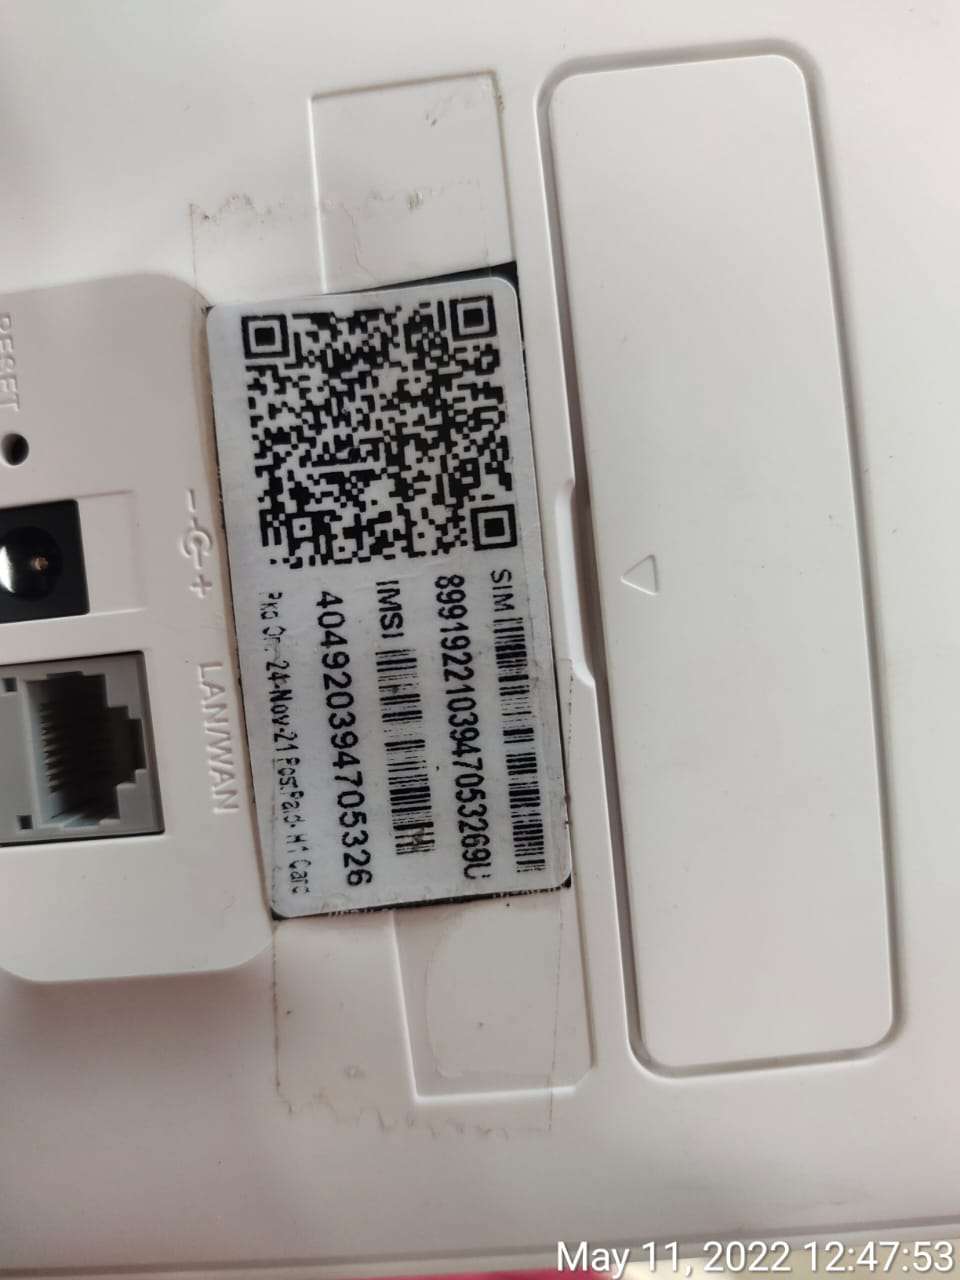 RESET
LAN/WAN
SIM
8991922103947053269U
IMSI
404920394705326
Pkd On- 24-Nov-21 PostPaid- H1 Card
May 11, 2022 12:47:53